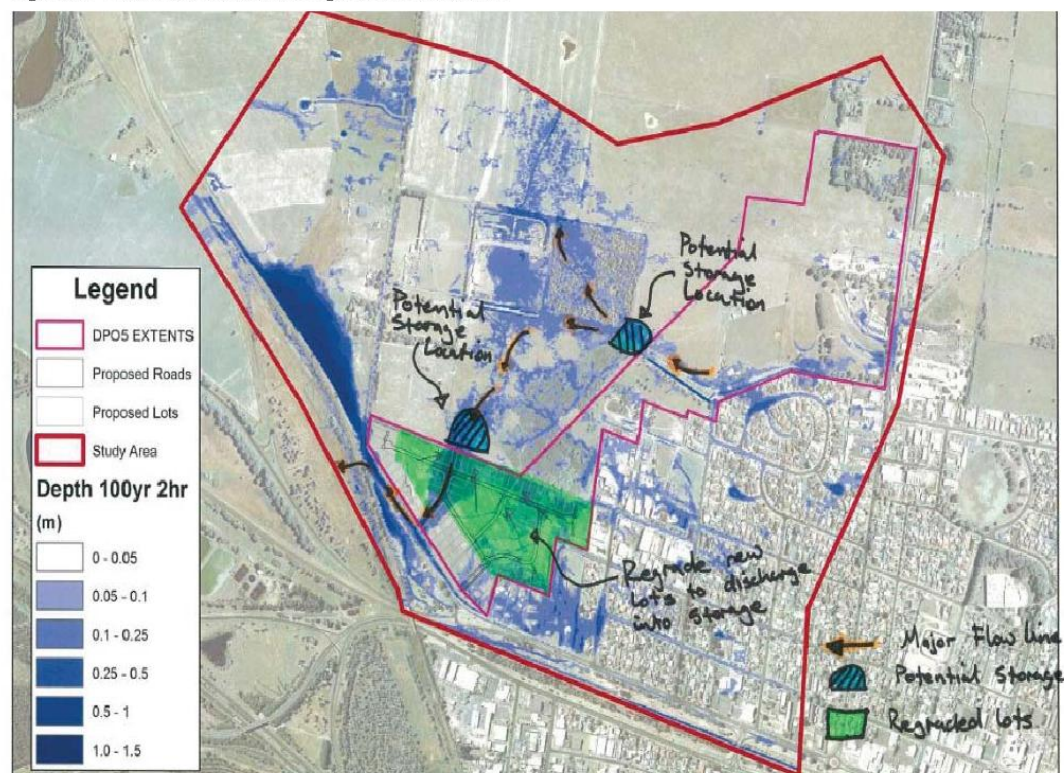 Potential
Storage
Location
Potential
Storage
Location
Regrade new
lots to discharge
into storage
Legend
DPO5 EXTENTS
Proposed Roads
Proposed Lots
Study Area
Depth 100yr 2hr
(m)
0 - 0.05
0.05 - 0.1
0.1 - 0.25
0.25 - 0.5
0.5 - 1
1.0 - 1.5
Major Flow line
Potential Storage
Regraded lots